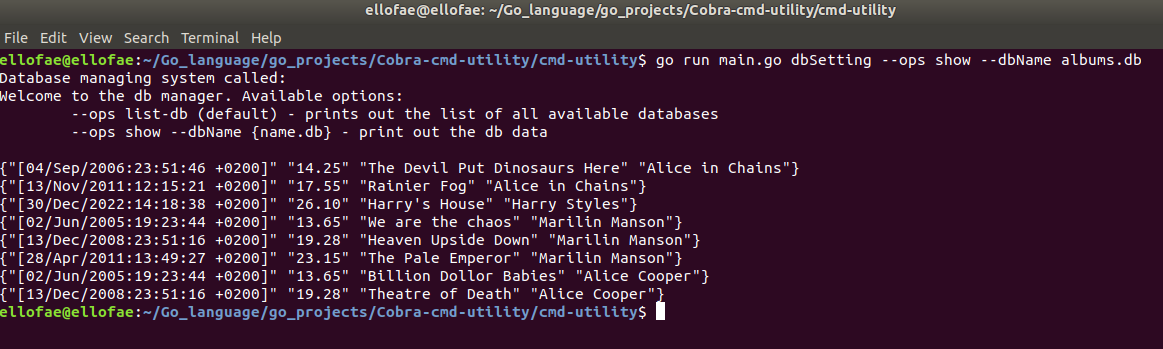 ellofae@ellofae: ~/Go_language/go_projects/Cobra-cmd-utility/cmd-utility
File Edit View Search Terminal Help
ellofae@ellofae:~/Go_language/go_projects/Cobra-cmd-utility/cmd-utility$ go run main.go dbSetting --ops show --dbName albums.db
Database managing system called:
Welcome to the db manager. Available options:
--ops list-db (default) - prints out the list of all available databases
--ops show --dbName {name.db} - print out the db data
{"[04/Sep/2006:23:51:46 +0200]" "14.25" "The Devil Put Dinosaurs Here" "Alice in Chains"}
{"[13/Nov/2011:12:15:21 +0200]" "17.55" "Rainier Fog" "Alice in Chains"}
{"[30/Dec/2022:14:18:38 +0200]" "26.10" "Harry's House" "Harry Styles"}
{"[02/Jun/2005:19:23:44 +0200]" "13.65" "We are the chaos" "Marilin Manson"}
{"[13/Dec/2008:23:51:16 +0200]" "19.28" "Heaven Upside Down" "Marilin Manson"}
{"[28/Apr/2011:13:49:27 +0200]" "23.15" "The Pale Emperor" "Marilin Manson"}
{"[02/Jun/2005:19:23:44 +0200]" "13.65" "Billion Dollor Babies" "Alice Cooper"}
{"[13/Dec/2008:23:51:16 +0200]" "19.28" "Theatre of Death" "Alice Cooper"}
ellofae@ellofae:~/Go_language/go_projects/Cobra-cmd-utility/cmd-utility$